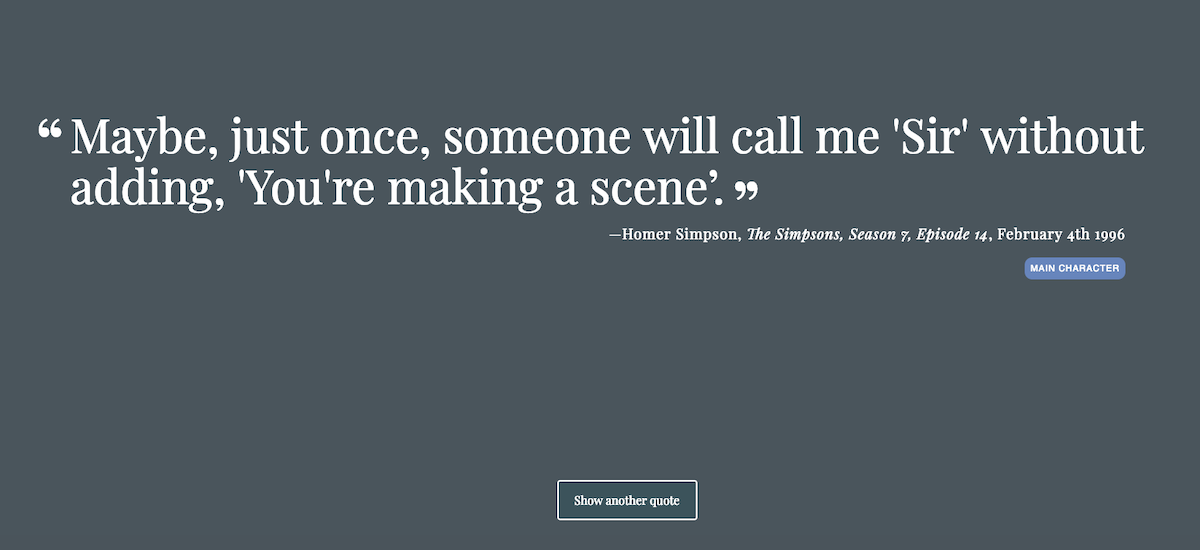 “ Maybe, just once, someone will call me 'Sir' without
adding, 'You're making a scene’. ”
—Homer Simpson, The Simpsons, Season 7, Episode 14, February 4th 1996
MAIN CHARACTER
Show another quote